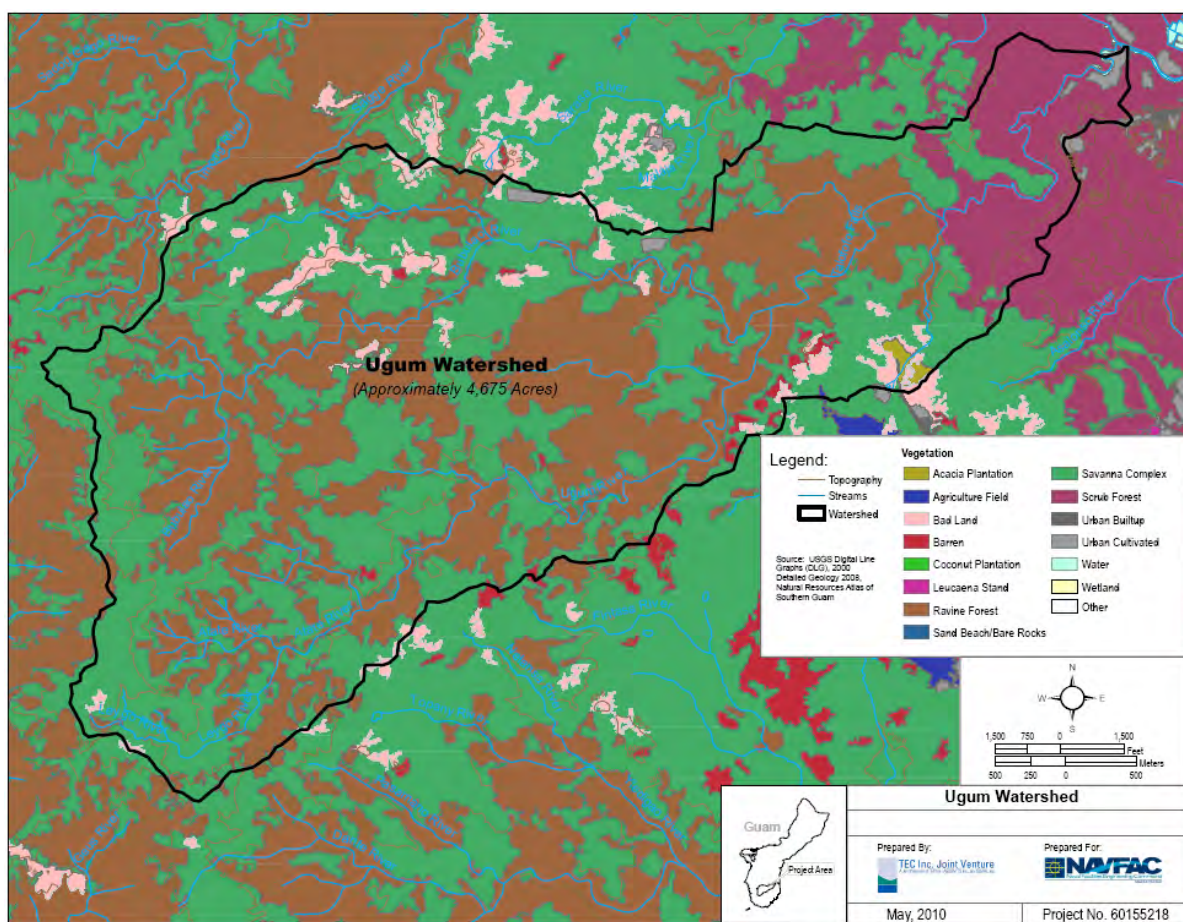 Ugum Watershed
(Approximately 4,675 Acres)
Legend:
Topography
Streams
Watershed
Source: USGS Digital Line
Graphs (DLG), 2000
Detailed Geology 2008,
Natural Resources Atlas of
Southern Guam
Vegetation
Acacia Plantation
Agriculture Field
Bad Land
Barren
Coconut Plantation
Leucaena Stand
Ravine Forest
Sand Beach/Bare Rocks
Savanna Complex
Scrub Forest
Urban Builtup
Urban Cultivated
Water
Wetland
Other
N
W E
S
1,500 750 0 1,500
Feet
Meters
500 250 0 500
Guam
Project Area
Ugum Watershed
Prepared By:
TEC Inc. Joint Venture
Prepared For:
NAVFAC
May, 2010
Project No. 60155218